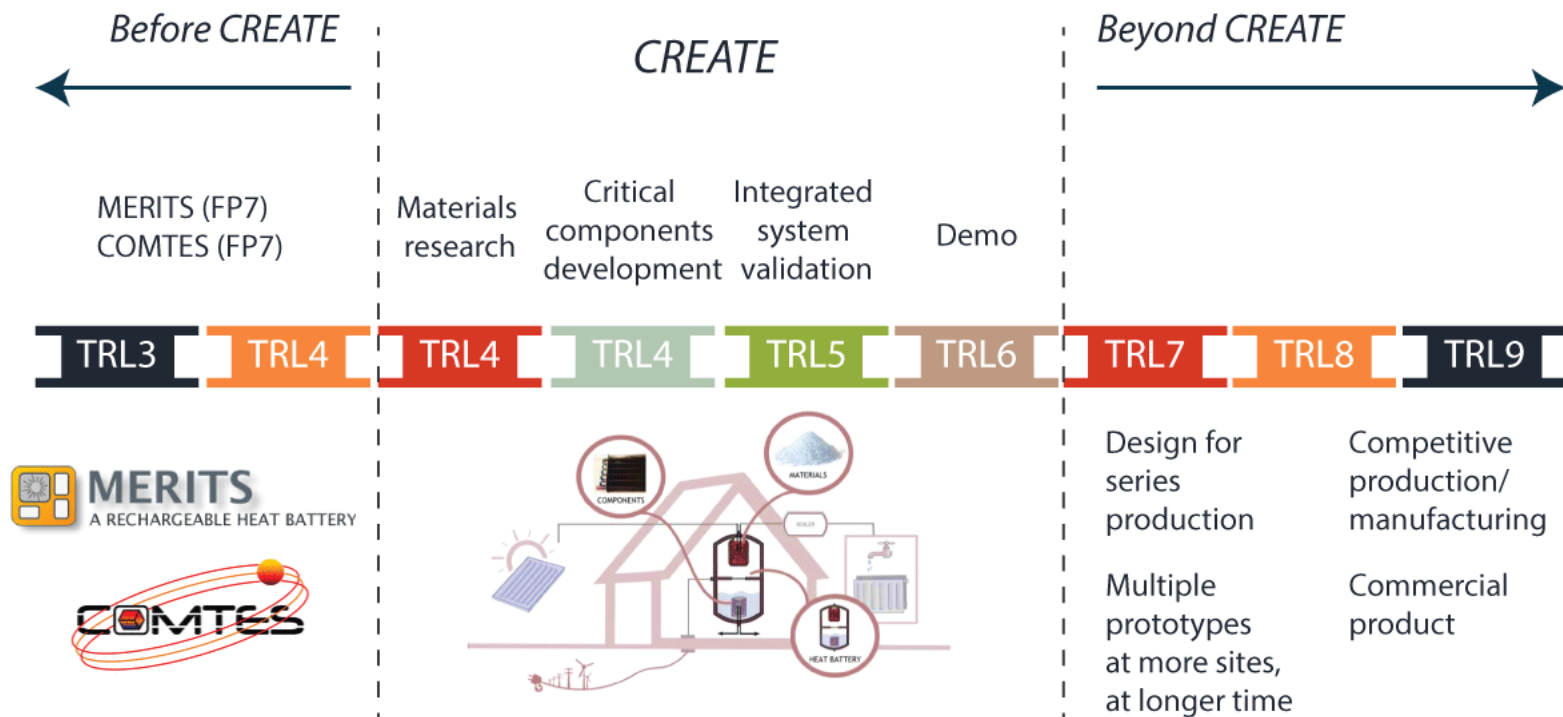 Before CREATE
CREATE
Beyond CREATE
MERITS (FP7)
COMTES (FP7)
Materials
research
Critical
components
development
Integrated
system
validation
Demo
TRL3
TRL4
TRL4
TRL4
TRL5
TRL6
TRL7
TRL8
TRL9
MERITS
A RECHARGEABLE HEAT BATTERY
COMTES
COMPONENTS
MATERIALS
BOILER
HEAT BATTERY
Design for
series
production
Multiple
prototypes
at more sites,
at longer time
Competitive
production/
manufacturing
Commercial
product